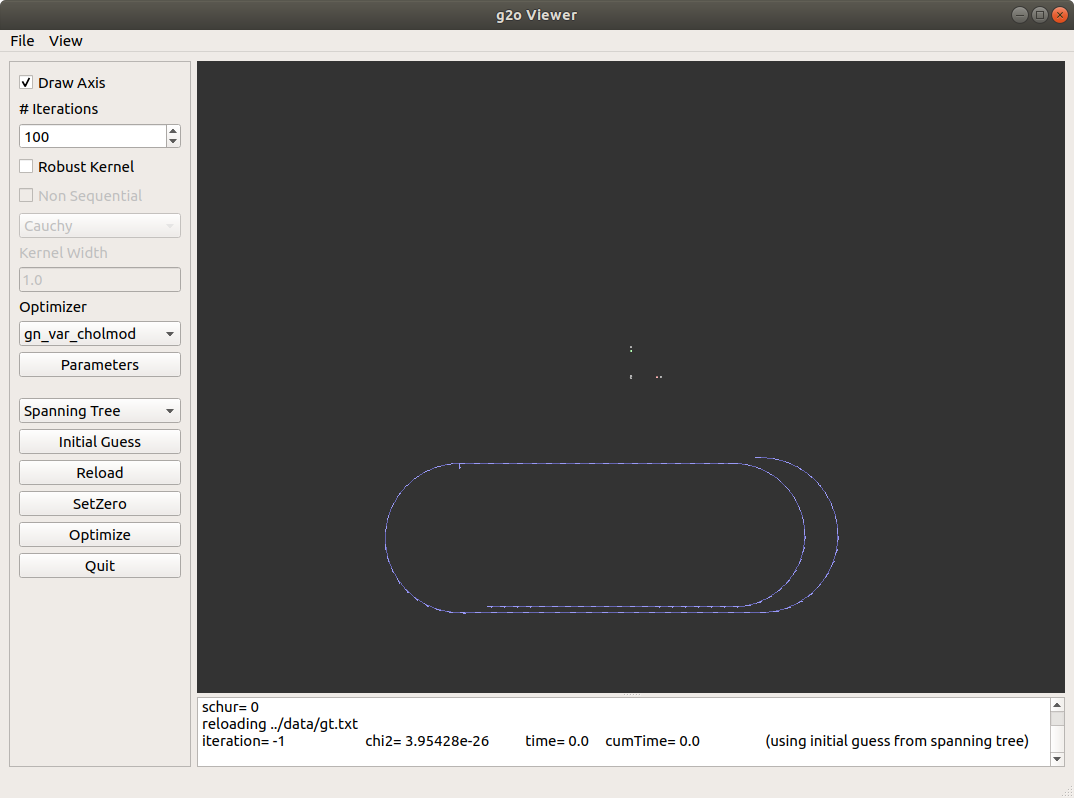 g2o Viewer
File View
Draw Axis
# Iterations
100
Robust Kernel
Non Sequential
Cauchy
Kernel Width
1.0
Optimizer
gn_var_cholmod
Parameters
Spanning Tree
Initial Guess
Reload
SetZero
Optimize
Quit
schur= 0
reloading ../data/gt.txt
iteration= -1 chi2= 3.95428e-26 time= 0.0 cumTime= 0.0 (using initial guess from spanning tree)